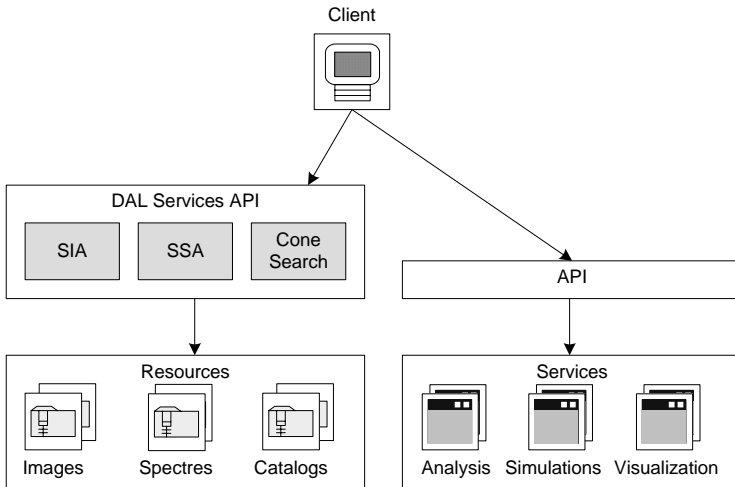 Client
DAL Services API
SIA
SSA
Cone
Search
API
Resources
Images
Spectres
Catalogs
Services
Analysis
Simulations
Visualization